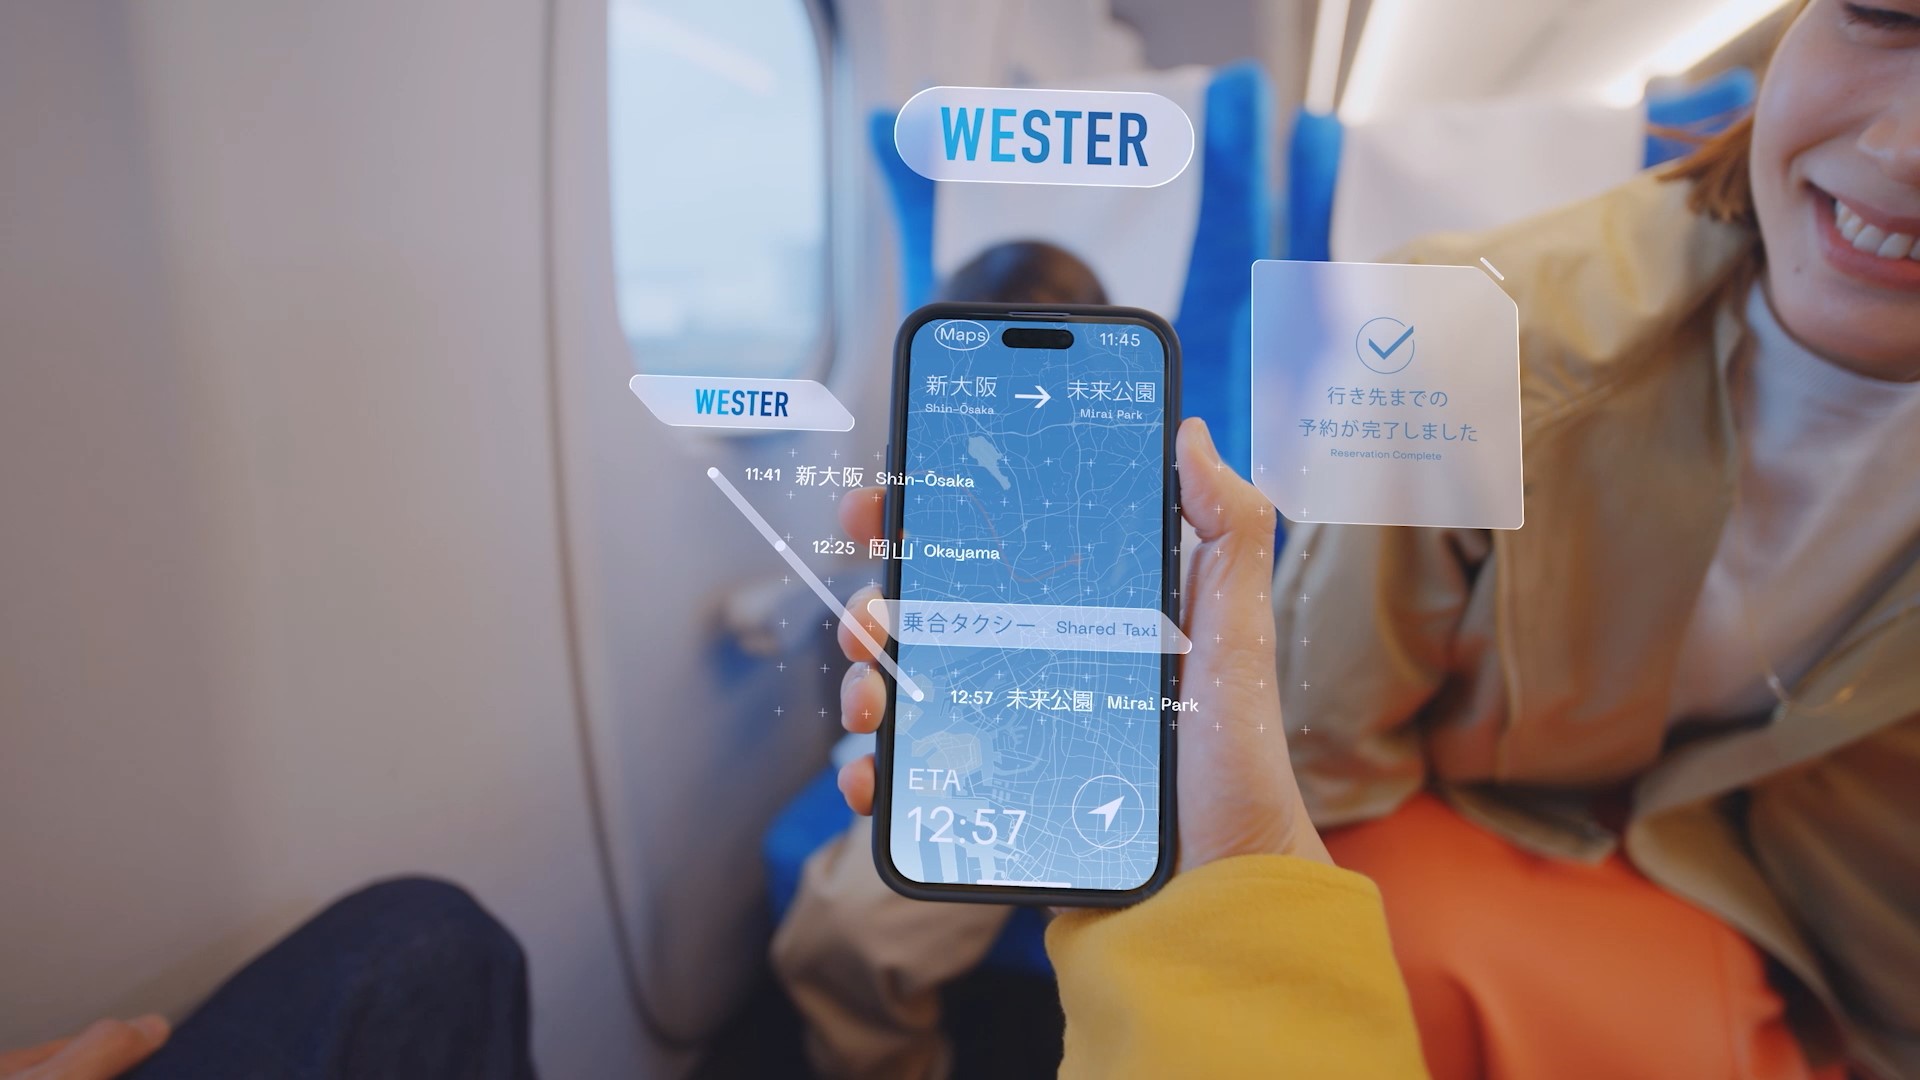 WESTER
Maps
11:45
新大阪 → 未来公園
Shin-Ōsaka Mirai Park
WESTER
11:41 新大阪 Shin-Ōsaka
12:25 岡山 Okayama
乗合タクシー Shared Taxi
12:57 未来公園 Mirai Park
ETA
12:57
行き先までの
予約が完了しました
Reservation Complete